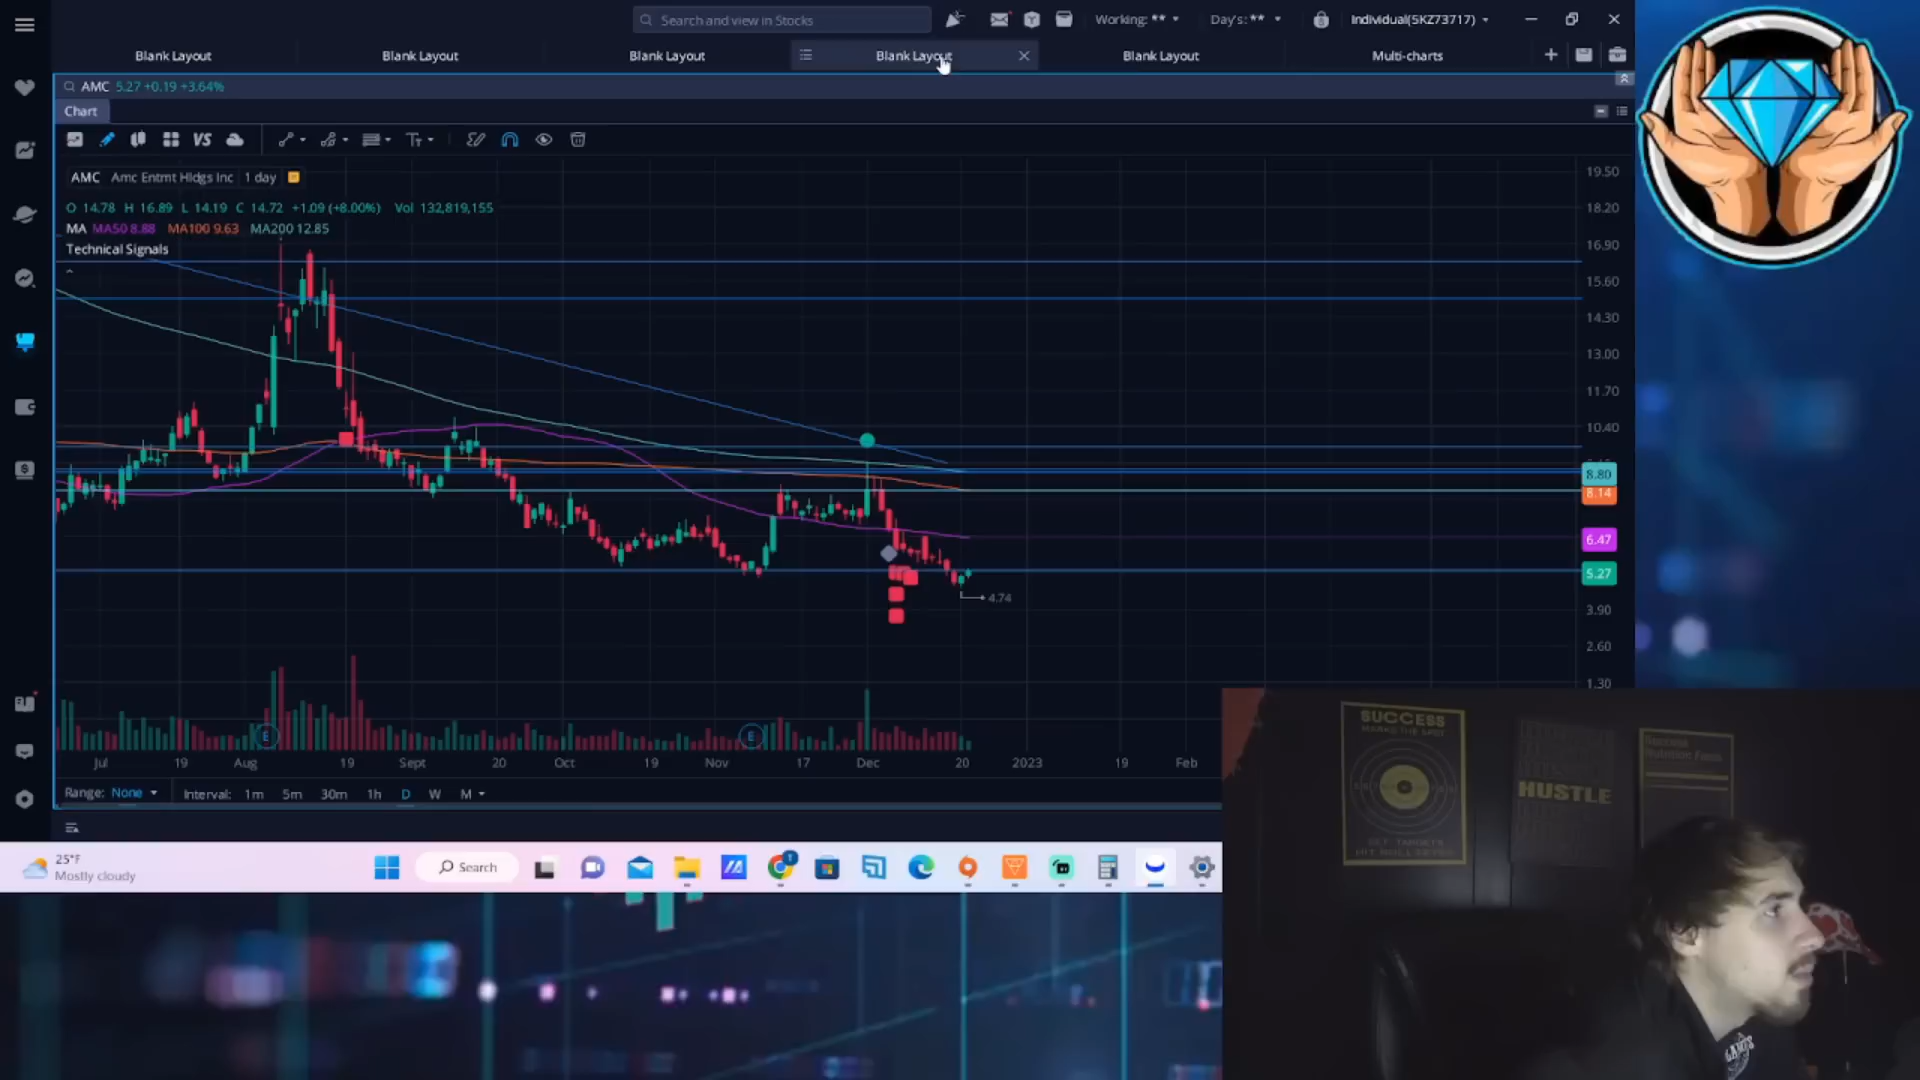 Search and view in Stocks
Working: **
Day's: **
Individual(5KZ73717)
Blank Layout
Blank Layout
Blank Layout
Blank Layout
Blank Layout
Multi-charts
AMC 5.27 +0.19 +3.64%
Chart
VS
Tт
AMC Amc Entmt Hldgs Inc 1 day
O 14.78 H 16.89 L 14.19 C 14.72 +1.09 (+8.00%) Vol 132,819,155
MA MA50 8.88 MA100 9.63 MA200 12.85
Technical Signals
19.50
18.20
16.90
15.60
14.30
13.00
11.70
10.40
8.80
8.14
6.47
5.27
4.74
3.90
2.60
1.30
E
E
Jul 19 Aug 19 Sept 20 Oct 19 Nov 17 Dec 20 2023 19 Feb
Range: None Interval: 1m 5m 30m 1h D W M
25°F
Mostly cloudy
Search
SUCCESS
HUSTLE
Success